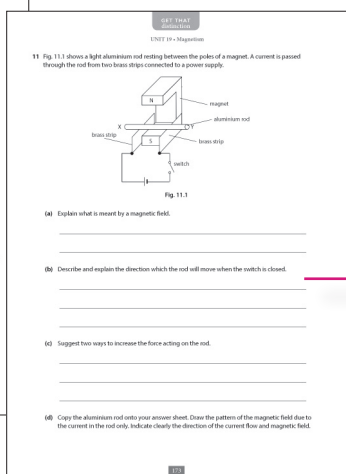 GET THAT
distinction
UNIT 19 • Magnetism
11 Fig. 11.1 shows a light aluminium rod resting between the poles of a magnet. A current is passed
through the rod from two brass strips connected to a power supply.
N
magnet
aluminium rod
X
Y
brass strip
S
brass strip
switch
Fig. 11.1
(a) Explain what is meant by a magnetic field.
(b) Describe and explain the direction which the rod will move when the switch is closed.
(c) Suggest two ways to increase the force acting on the rod.
(d) Copy the aluminium rod onto your answer sheet. Draw the pattern of the magnetic field due to
the current in the rod only. Indicate clearly the direction of the current flow and magnetic field.
173